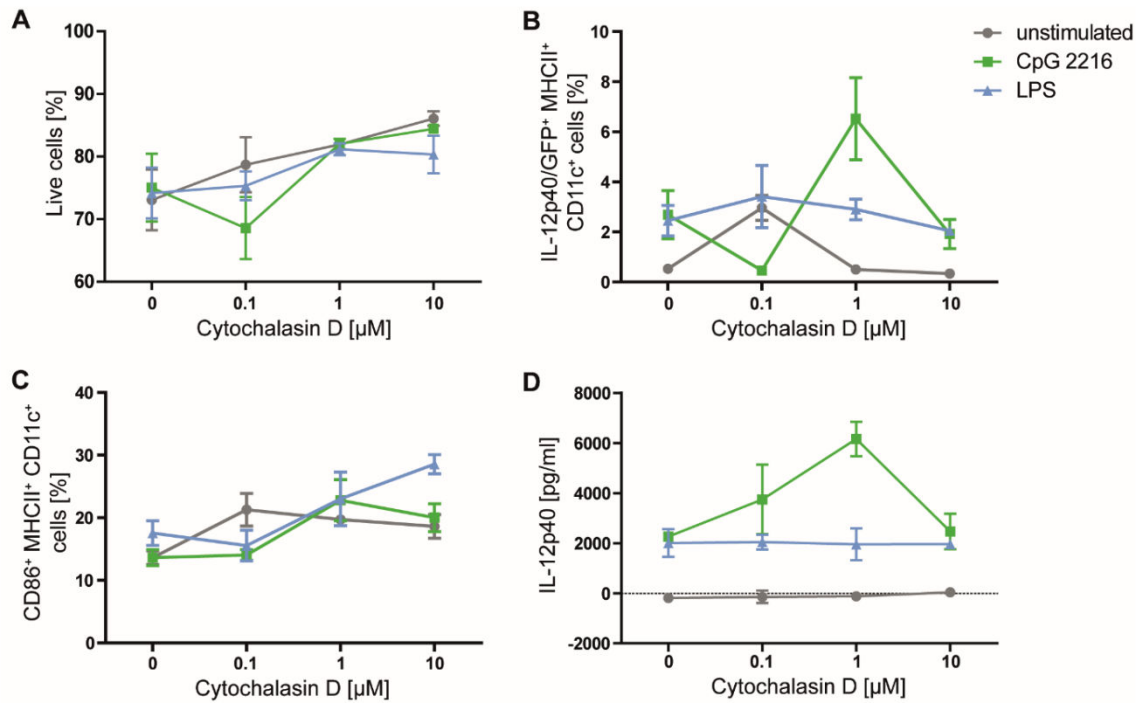 A
100
90
80
70
60
Live cells [%]
0 0.1 1 10
Cytochalasin D [µM]
B
10
8
6
4
2
0
IL-12p40/GFP⁺ MHCII⁺
CD11c⁺ cells [%]
0 0.1 1 10
Cytochalasin D [µM]
unstimulated
CpG 2216
LPS
C
40
30
20
10
0
CD86⁺ MHCII⁺ CD11c⁺
cells [%]
0 0.1 1 10
Cytochalasin D [µM]
D
8000
6000
4000
2000
0
-2000
IL-12p40 [pg/ml]
0 0.1 1 10
Cytochalasin D [µM]